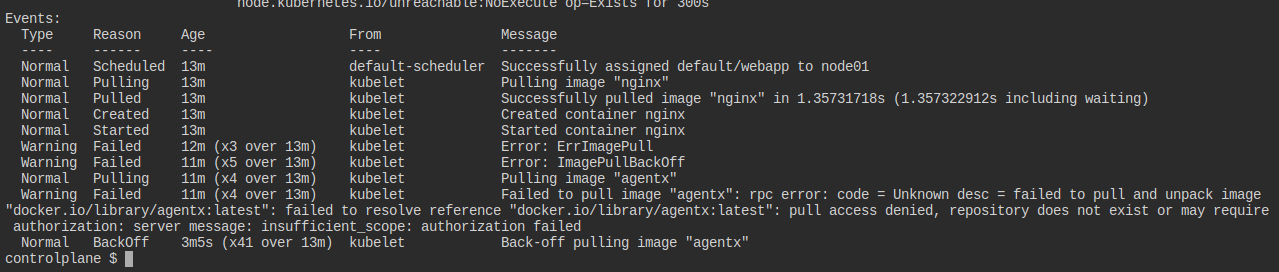 node.kubernetes.io/unreachable:NoExecute op=Exists for 300s
Events:
  Type     Reason     Age                   From               Message
  ----     ------     ----                  ----               -------
  Normal   Scheduled  13m                   default-scheduler  Successfully assigned default/webapp to node01
  Normal   Pulling    13m                   kubelet            Pulling image "nginx"
  Normal   Pulled     13m                   kubelet            Successfully pulled image "nginx" in 1.35731718s (1.357322912s including waiting)
  Normal   Created    13m                   kubelet            Created container nginx
  Normal   Started    13m                   kubelet            Started container nginx
  Warning  Failed     12m (x3 over 13m)     kubelet            Error: ErrImagePull
  Warning  Failed     11m (x5 over 13m)     kubelet            Error: ImagePullBackOff
  Normal   Pulling    11m (x4 over 13m)     kubelet            Pulling image "agentx"
  Warning  Failed     11m (x4 over 13m)     kubelet            Failed to pull image "agentx": rpc error: code = Unknown desc = failed to pull and unpack image
"docker.io/library/agentx:latest": failed to resolve reference "docker.io/library/agentx:latest": pull access denied, repository does not exist or may require
 authorization: server message: insufficient_scope: authorization failed
  Normal   BackOff    3m5s (x41 over 13m)   kubelet            Back-off pulling image "agentx"
controlplane $